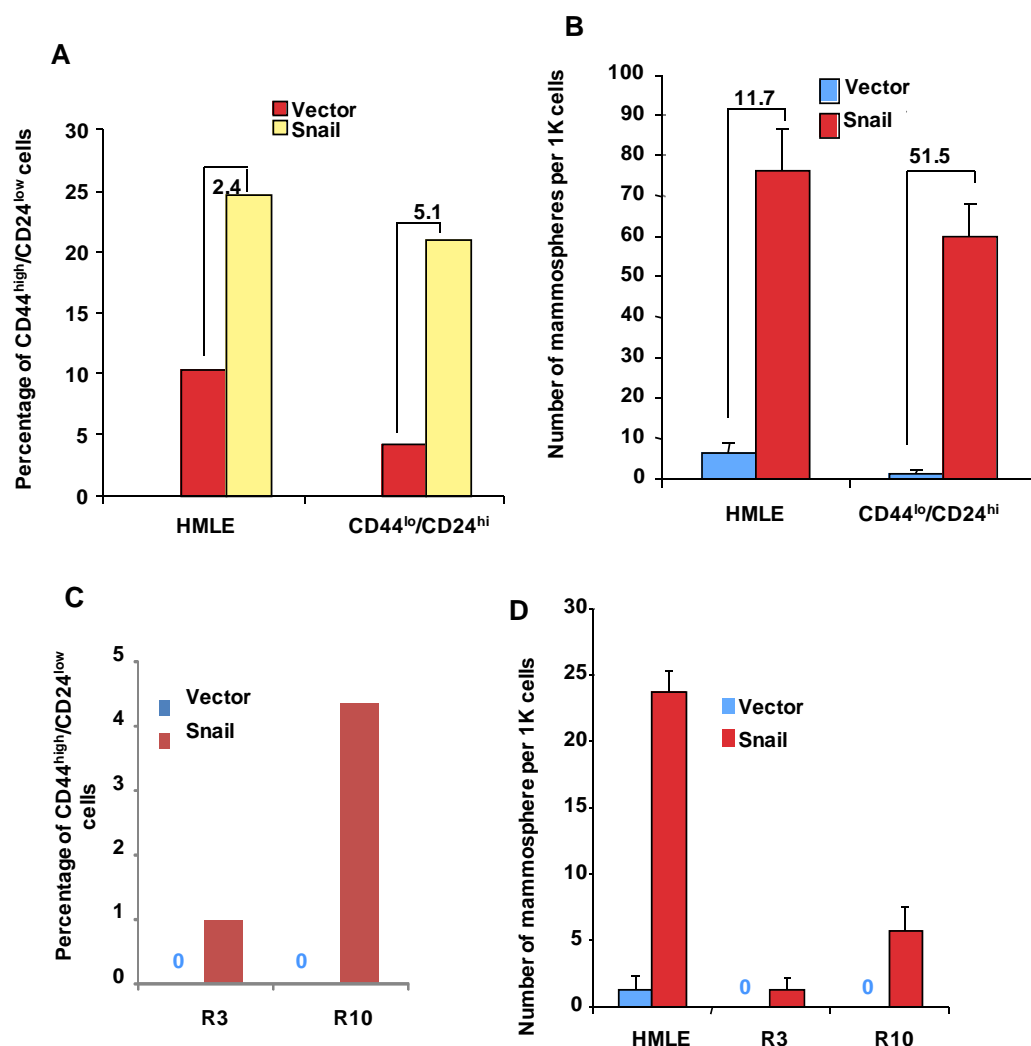 A
Vector
Snail
Percentage of CD44high/CD24low cells
30
25
20
15
10
5
0
2.4
5.1
HMLE
CD44lo/CD24hi
B
Vector
Snail
Number of mammospheres per 1K cells
100
90
80
70
60
50
40
30
20
10
0
11.7
51.5
HMLE
CD44lo/CD24hi
C
Vector
Snail
Percentage of CD44high/CD24low
cells
5
4
3
2
1
0
0
0
R3
R10
D
Vector
Snail
Number of mammosphere per 1K cells
30
25
20
15
10
5
0
0
0
HMLE
R3
R10